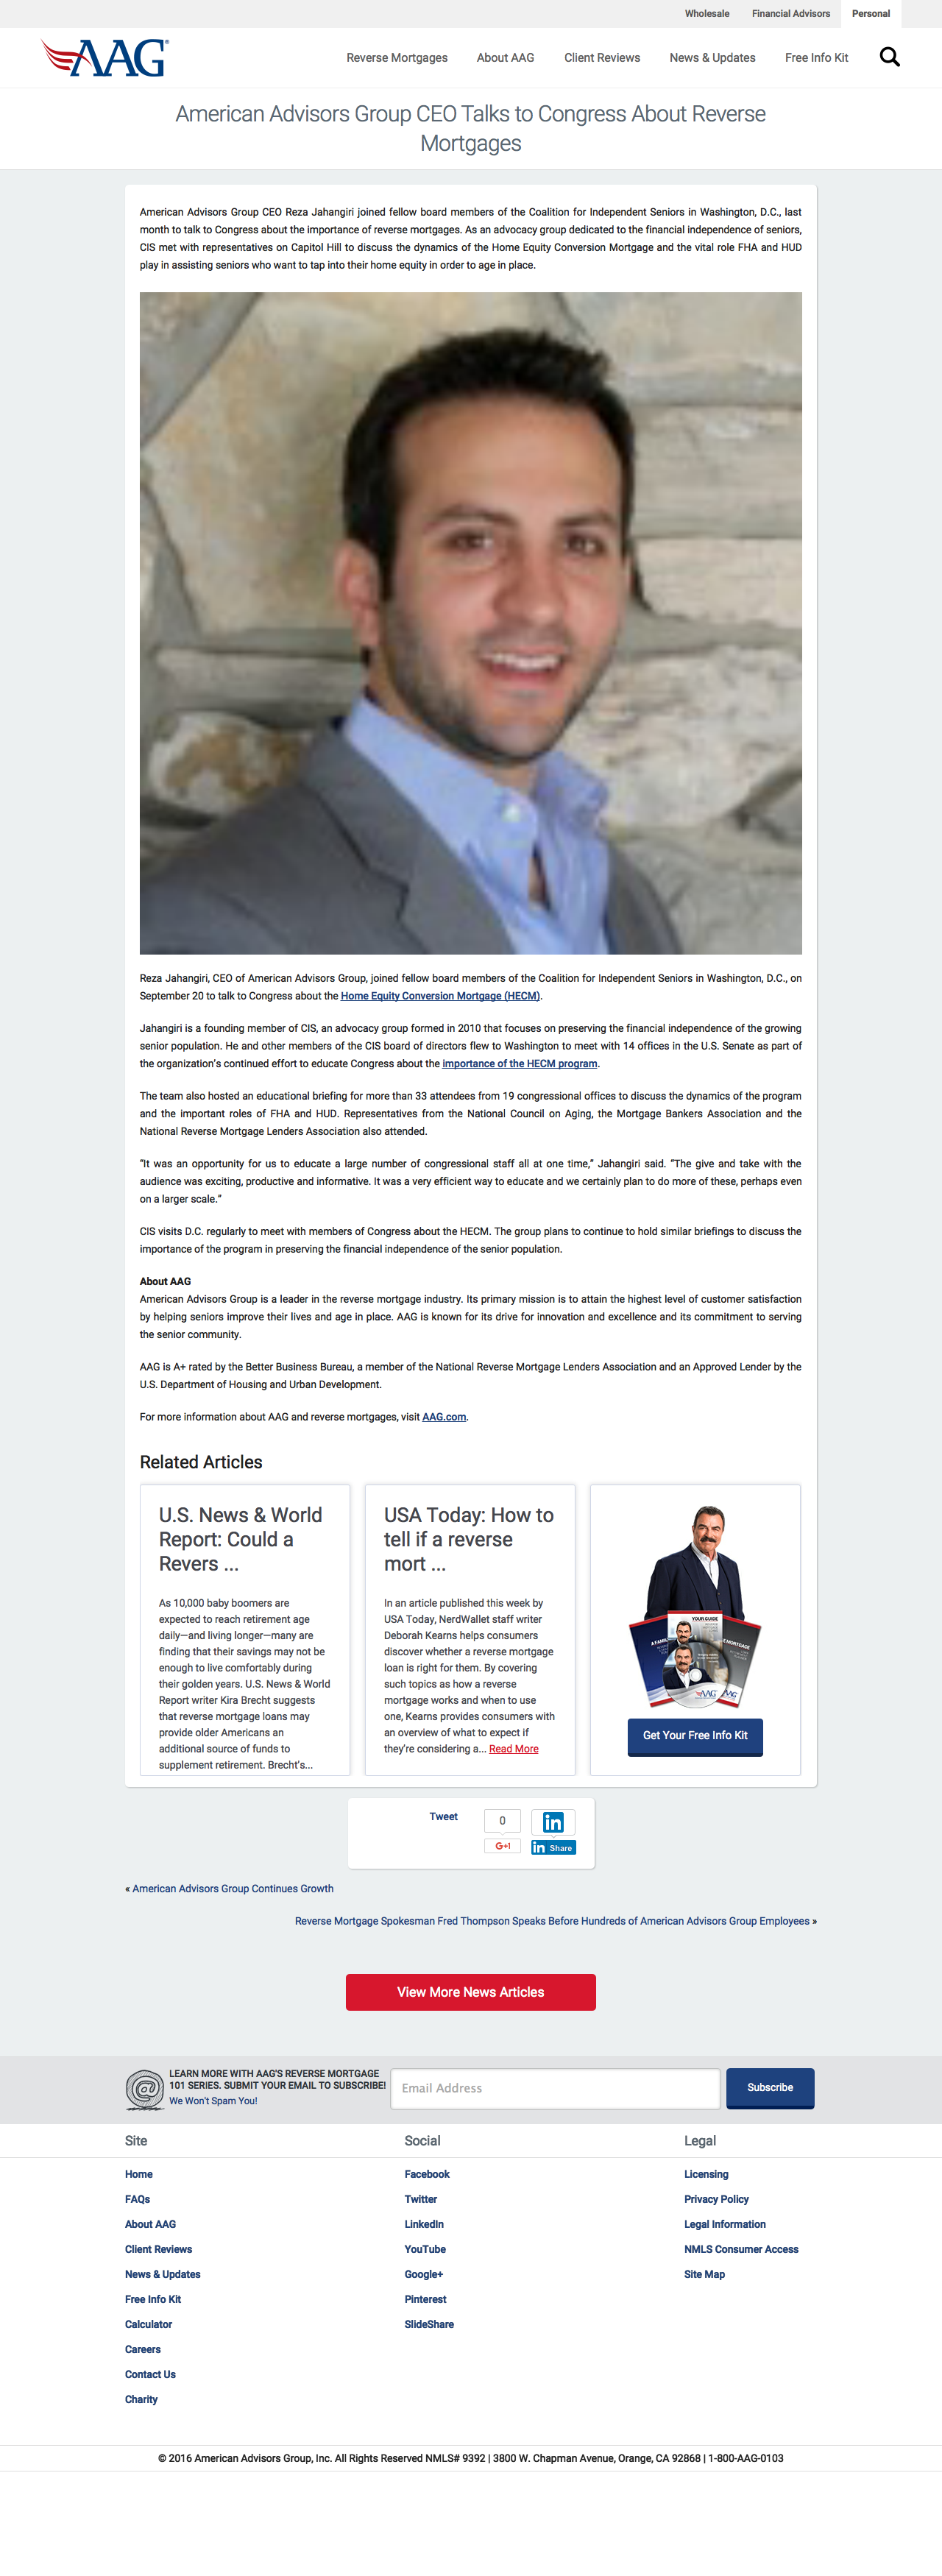 Wholesale
Financial Advisors
Personal
AAG®
Reverse Mortgages
About AAG
Client Reviews
News & Updates
Free Info Kit
American Advisors Group CEO Talks to Congress About Reverse
Mortgages
American Advisors Group CEO Reza Jahangiri joined fellow board members of the Coalition for Independent Seniors in Washington, D.C., last
month to talk to Congress about the importance of reverse mortgages. As an advocacy group dedicated to the financial independence of seniors,
CIS met with representatives on Capitol Hill to discuss the dynamics of the Home Equity Conversion Mortgage and the vital role FHA and HUD
play in assisting seniors who want to tap into their home equity in order to age in place.
Reza Jahangiri, CEO of American Advisors Group, joined fellow board members of the Coalition for Independent Seniors in Washington, D.C., on
September 20 to talk to Congress about the Home Equity Conversion Mortgage (HECM).
Jahangiri is a founding member of CIS, an advocacy group formed in 2010 that focuses on preserving the financial independence of the growing
senior population. He and other members of the CIS board of directors flew to Washington to meet with 14 offices in the U.S. Senate as part of
the organization's continued effort to educate Congress about the importance of the HECM program.
The team also hosted an educational briefing for more than 33 attendees from 19 congressional offices to discuss the dynamics of the program
and the important roles of FHA and HUD. Representatives from the National Council on Aging, the Mortgage Bankers Association and the
National Reverse Mortgage Lenders Association also attended.
“It was an opportunity for us to educate a large number of congressional staff all at one time,” Jahangiri said. “The give and take with the
audience was exciting, productive and informative. It was a very efficient way to educate and we certainly plan to do more of these, perhaps even
on a larger scale.”
CIS visits D.C. regularly to meet with members of Congress about the HECM. The group plans to continue to hold similar briefings to discuss the
importance of the program in preserving the financial independence of the senior population.
About AAG
American Advisors Group is a leader in the reverse mortgage industry. Its primary mission is to attain the highest level of customer satisfaction
by helping seniors improve their lives and age in place. AAG is known for its drive for innovation and excellence and its commitment to serving
the senior community.
AAG is A+ rated by the Better Business Bureau, a member of the National Reverse Mortgage Lenders Association and an Approved Lender by the
U.S. Department of Housing and Urban Development.
For more information about AAG and reverse mortgages, visit AAG.com.
Related Articles
U.S. News & World
Report: Could a
Revers ...
As 10,000 baby boomers are
expected to reach retirement age
daily—and living longer—many are
finding that their savings may not be
enough to live comfortably during
their golden years. U.S. News & World
Report writer Kira Brecht suggests
that reverse mortgage loans may
provide older Americans an
additional source of funds to
supplement retirement. Brecht's...
USA Today: How to
tell if a reverse
mort ...
In an article published this week by
USA Today, NerdWallet staff writer
Deborah Kearns helps consumers
discover whether a reverse mortgage
loan is right for them. By covering
such topics as how a reverse
mortgage works and when to use
one, Kearns provides consumers with
an overview of what to expect if
they're considering a... Read More
YOUR GUIDE
AAG
AAG
Get Your Free Info Kit
Tweet
0
G+1
in
in Share
« American Advisors Group Continues Growth
Reverse Mortgage Spokesman Fred Thompson Speaks Before Hundreds of American Advisors Group Employees »
View More News Articles
LEARN MORE WITH AAG'S REVERSE MORTGAGE
101 SERIES. SUBMIT YOUR EMAIL TO SUBSCRIBE!
We Won't Spam You!
Email Address
Subscribe
Site
Home
FAQs
About AAG
Client Reviews
News & Updates
Free Info Kit
Calculator
Careers
Contact Us
Charity
Social
Facebook
Twitter
LinkedIn
YouTube
Google+
Pinterest
SlideShare
Legal
Licensing
Privacy Policy
Legal Information
NMLS Consumer Access
Site Map
© 2016 American Advisors Group, Inc. All Rights Reserved NMLS# 9392 | 3800 W. Chapman Avenue, Orange, CA 92868 | 1-800-AAG-0103